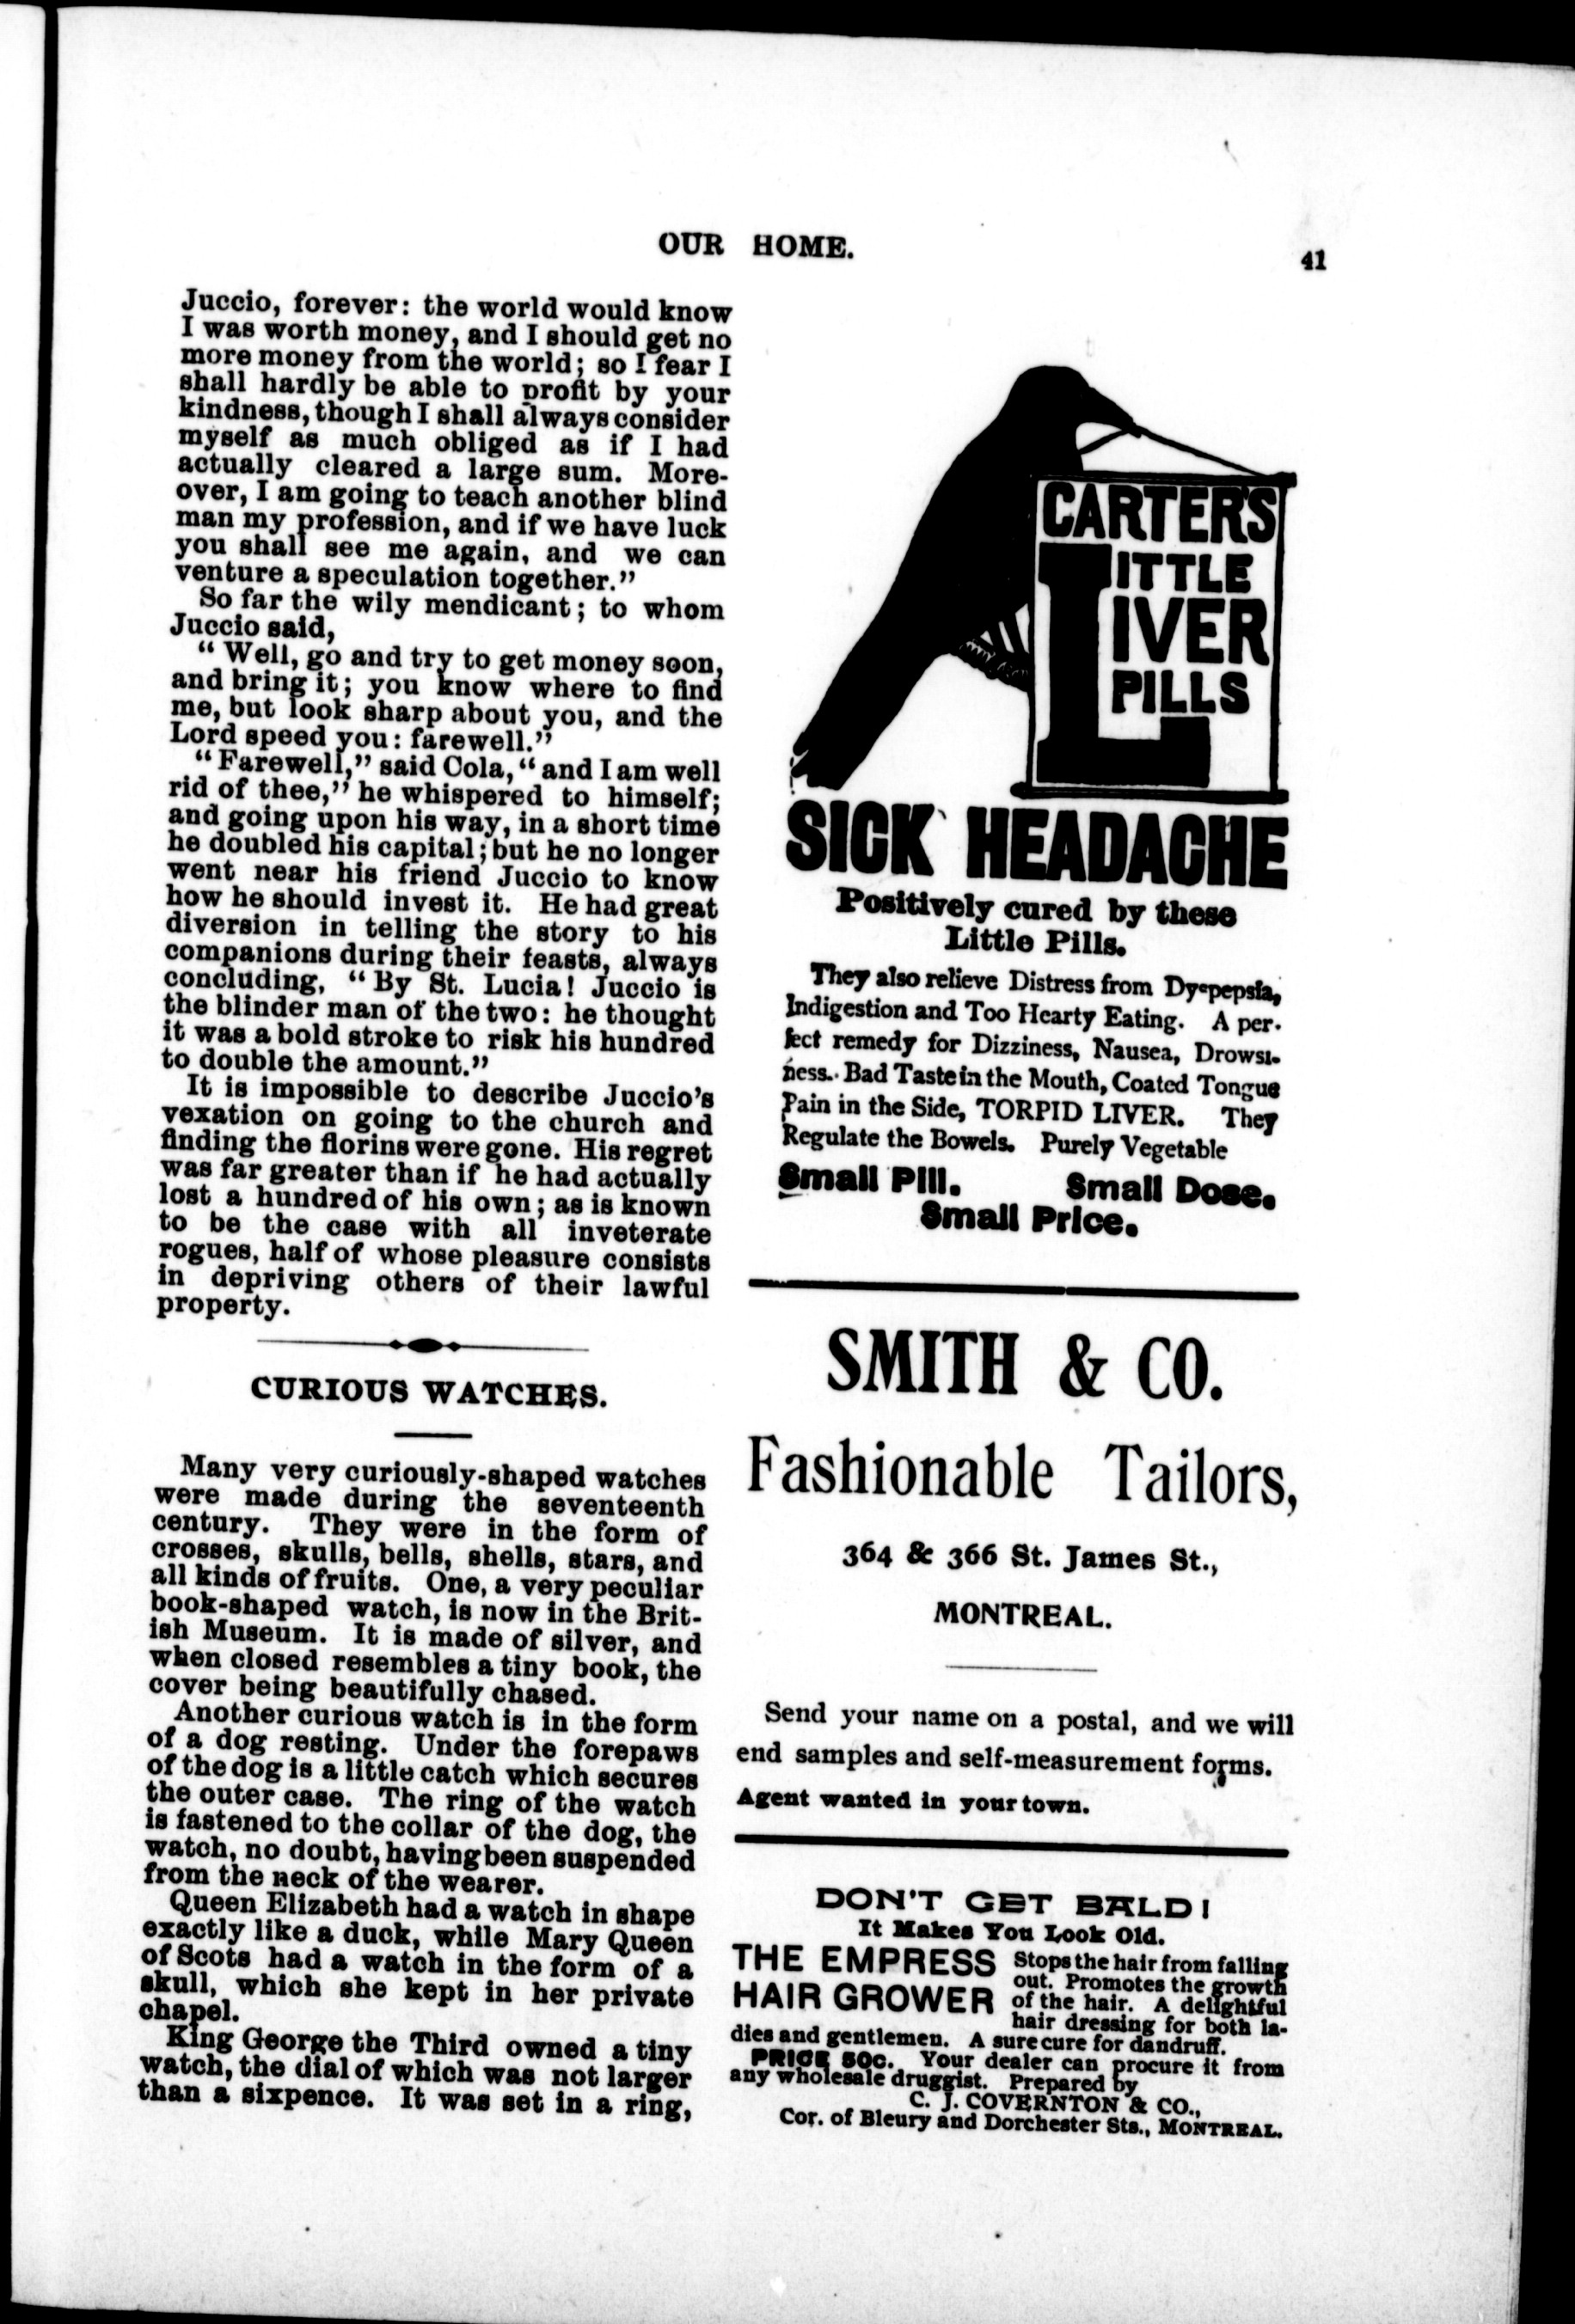 OUR HOME.
41
Juccio, forever: the world would know
I was worth money, and I should get no
more money from the world; so I fear I
shall hardly be able to profit by your
kindness, though I shall always consider
myself as much obliged as if I had
actually cleared a large sum. More-
over, I am going to teach another blind
man my profession, and if we have luck
you shall see me again, and we can
venture a speculation together."
So far the wily mendicant; to whom
Juccio said,
"Well, go and try to get money soon,
and bring it; you know where to find
me, but look sharp about you, and the
Lord speed you: farewell."
"Farewell," said Cola, "and I am well
rid of thee," he whispered to himself;
and going upon his way, in a short time
he doubled his capital; but he no longer
went near his friend Juccio to know
how he should invest it. He had great
diversion in telling the story to his
companions during their feasts, always
concluding, "By St. Lucia! Juccio is
the blinder man of the two: he thought
it was a bold stroke to risk his hundred
to double the amount."
It is impossible to describe Juccio's
vexation on going to the church and
finding the florins were gone. His regret
was far greater than if he had actually
lost a hundred of his own; as is known
to be the case with all inveterate
rogues, half of whose pleasure consists
in depriving others of their lawful
property.
CURIOUS WATCHES.
Many very curiously-shaped watches
were made during the seventeenth
century. They were in the form of
crosses, skulls, bells, shells, stars, and
all kinds of fruits. One, a very peculiar
book-shaped watch, is now in the Brit-
ish Museum. It is made of silver, and
when closed resembles a tiny book, the
cover being beautifully chased.
Another curious watch is in the form
of a dog resting. Under the forepaws
of the dog is a little catch which secures
the outer case. The ring of the watch
is fastened to the collar of the dog, the
watch, no doubt, having been suspended
from the neck of the wearer.
Queen Elizabeth had a watch in shape
exactly like a duck, while Mary Queen
of Scots had a watch in the form of a
skull, which she kept in her private
chapel.
King George the Third owned a tiny
watch, the dial of which was not larger
than a sixpence. It was set in a ring,
CARTER'S
LITTLE
LIVER
PILLS
SICK HEADACHE
Positively cured by these
Little Pills.
They also relieve Distress from Dyspepsia,
Indigestion and Too Hearty Eating. A per-
fect remedy for Dizziness, Nausea, Drowsi-
ness. Bad Taste in the Mouth, Coated Tongue
Pain in the Side, TORPID LIVER. They
Regulate the Bowels. Purely Vegetable
Small Pill. Small Dose.
Small Price.
SMITH & CO.
Fashionable Tailors,
364 & 366 St. James St.,
MONTREAL.
Send your name on a postal, and we will
end samples and self-measurement forms.
Agent wanted in your town.
DON'T GET BALD!
It Makes You Look Old.
THE EMPRESS
HAIR GROWER
Stops the hair from falling
out. Promotes the growth
of the hair. A delightful
hair dressing for both la-
dies and gentlemen. A sure cure for dandruff.
PRICE 50c. Your dealer can procure it from
any wholesale druggist. Prepared by
C. J. COVERNTON & CO.,
Cor. of Bleury and Dorchester Sts., MONTREAL.